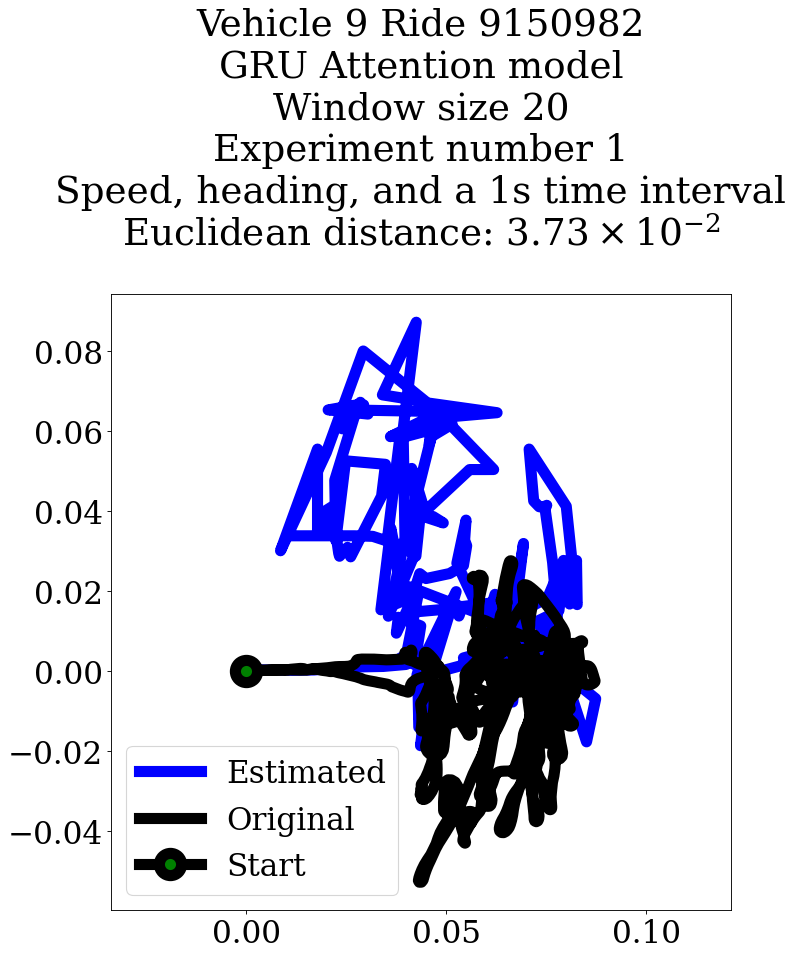 Vehicle 9 Ride 9150982
GRU Attention model
Window size 20
Experiment number 1
Speed, heading, and a 1s time interval
Euclidean distance: 3.73 × 10⁻²
0.08
0.06
0.04
0.02
0.00
−0.02
−0.04
Estimated
Original
Start
0.00 0.05 0.10